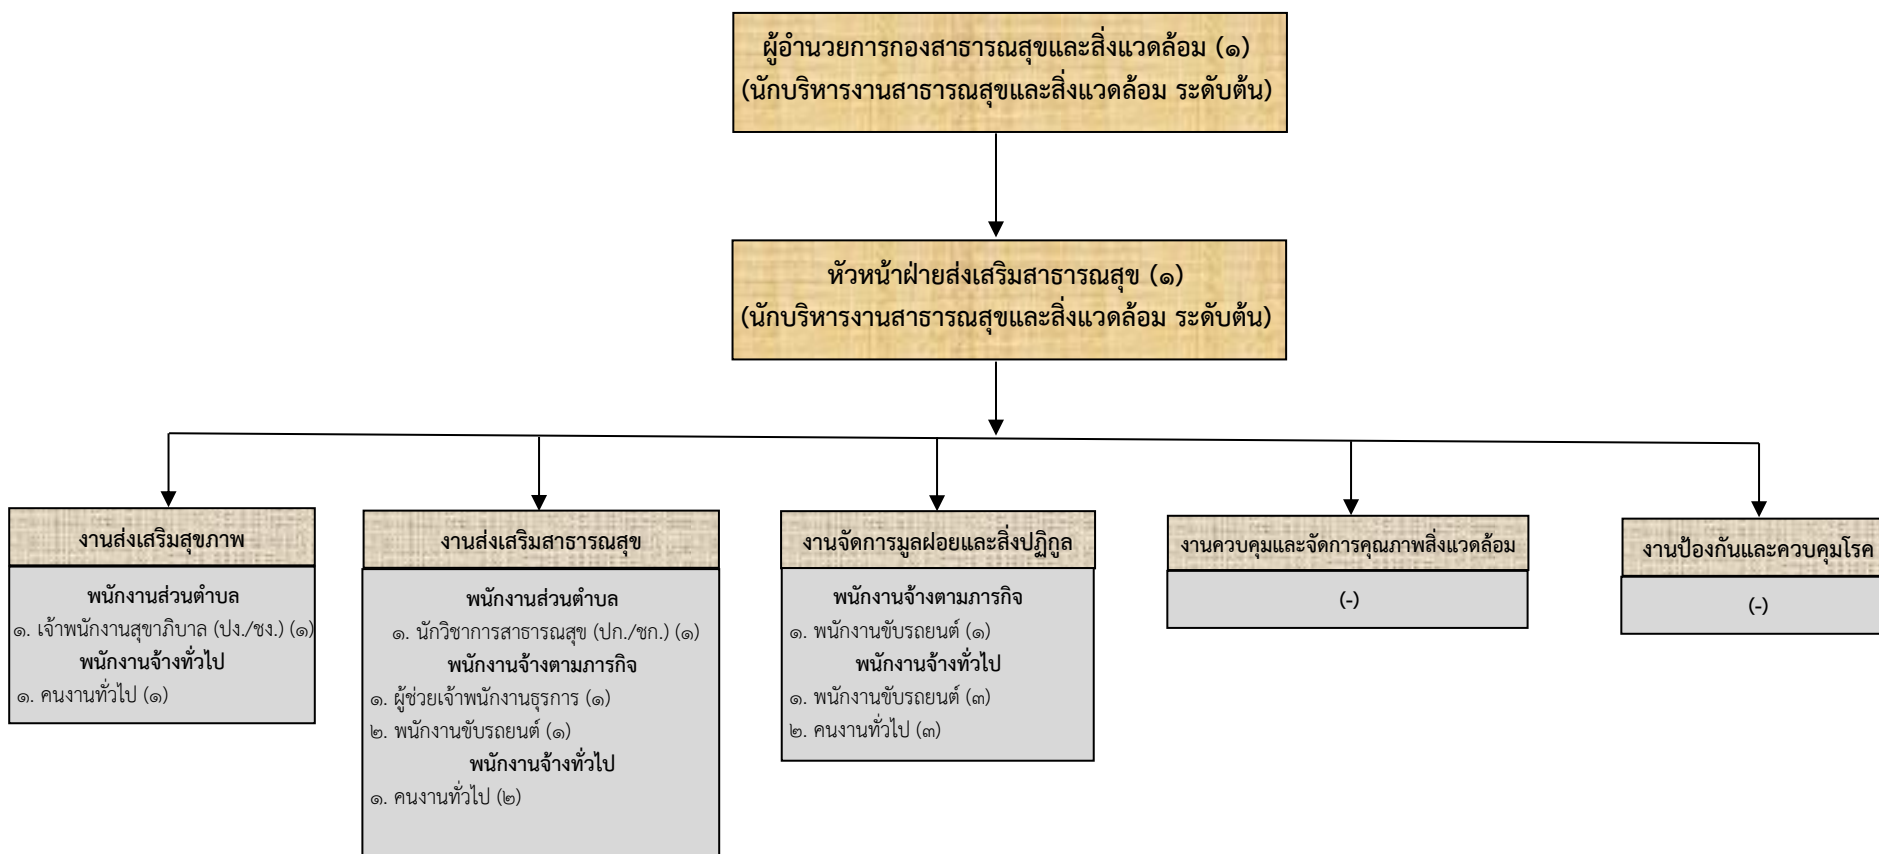 ผู้อำนวยการกองสาธารณสุขและสิ่งแวดล้อม (๑)
(นักบริหารงานสาธารณสุขและสิ่งแวดล้อม ระดับต้น)
หัวหน้าฝ่ายส่งเสริมสาธารณสุข (๑)
(นักบริหารงานสาธารณสุขและสิ่งแวดล้อม ระดับต้น)
งานส่งเสริมสุขภาพ
พนักงานส่วนตำบล
๑. เจ้าพนักงานสุขาภิบาล (ปง./ชง.) (๑)
พนักงานจ้างทั่วไป
๑. คนงานทั่วไป (๑)
งานส่งเสริมสาธารณสุข
พนักงานส่วนตำบล
๑. นักวิชาการสาธารณสุข (ปก./ชก.) (๑)
พนักงานจ้างตามภารกิจ
๑. ผู้ช่วยเจ้าพนักงานธุรการ (๑)
๒. พนักงานขับรถยนต์ (๑)
พนักงานจ้างทั่วไป
๑. คนงานทั่วไป (๒)
งานจัดการมูลฝอยและสิ่งปฏิกูล
พนักงานจ้างตามภารกิจ
๑. พนักงานขับรถยนต์ (๑)
พนักงานจ้างทั่วไป
๑. พนักงานขับรถยนต์ (๓)
๒. คนงานทั่วไป (๓)
งานควบคุมและจัดการคุณภาพสิ่งแวดล้อม
(-)
งานป้องกันและควบคุมโรค
(-)